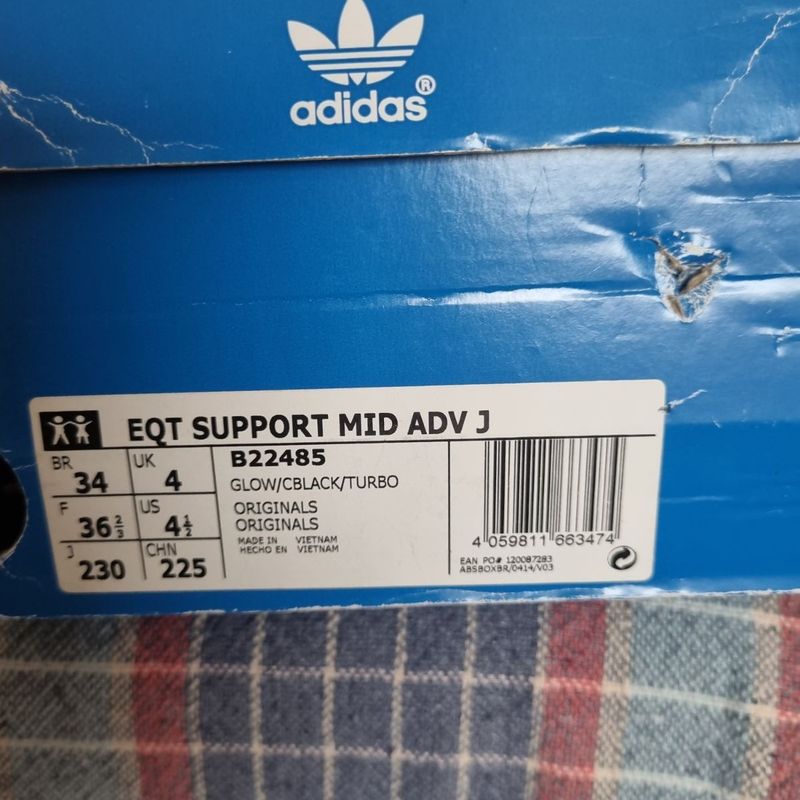 adidas®
EQT SUPPORT MID ADV J
BR 34 UK 4
F 36 2/3 US 4 1/2
J 230 CHN 225
B22485
GLOW/CBLACK/TURBO
ORIGINALS
ORIGINALS
MADE IN VIETNAM
HECHO EN VIETNAM
4 059811 663474
EAN PO# 120087283
ABSBOXBR/0414/V03